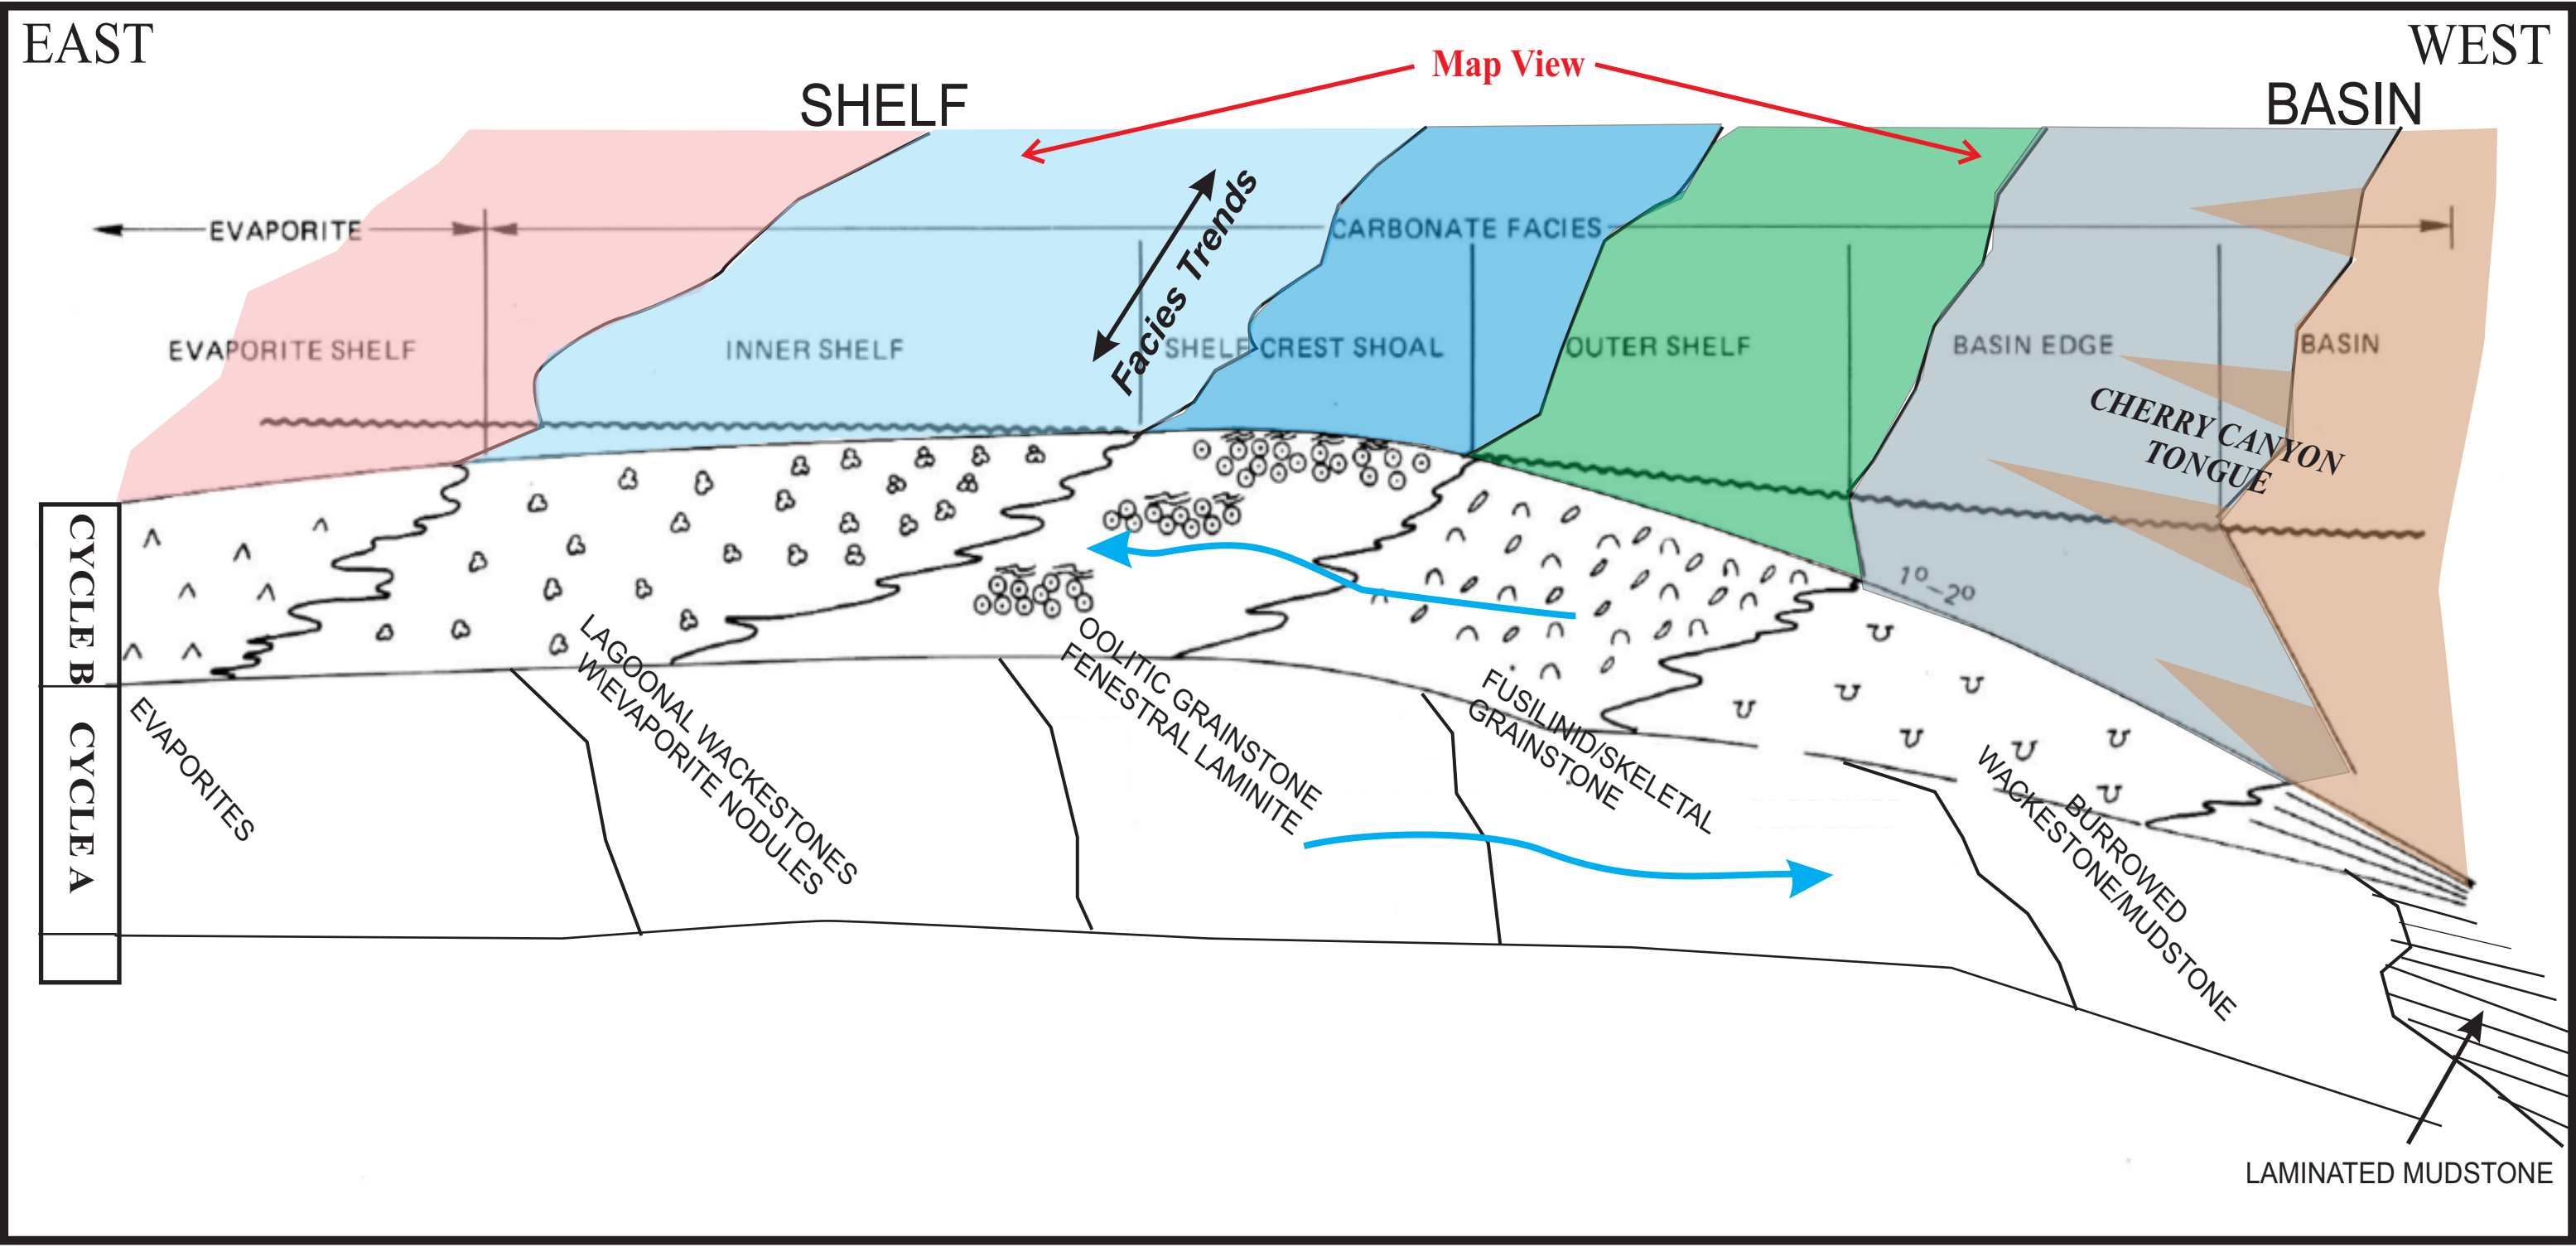 EAST
WEST
Map View
SHELF
BASIN
EVAPORITE
CARBONATE FACIES
Facies Trends
EVAPORITE SHELF
INNER SHELF
SHELF CREST SHOAL
OUTER SHELF
BASIN EDGE
BASIN
CHERRY CANYON
TONGUE
1º-2º
CYCLE B
CYCLE A
EVAPORITES
LAGOONAL WACKESTONES
W\EVAPORITE NODULES
OOLITIC GRAINSTONE
FENESTRAL LAMINITE
FUSILINID/SKELETAL
GRAINSTONE
BURROWED
WACKESTONE/MUDSTONE
LAMINATED MUDSTONE